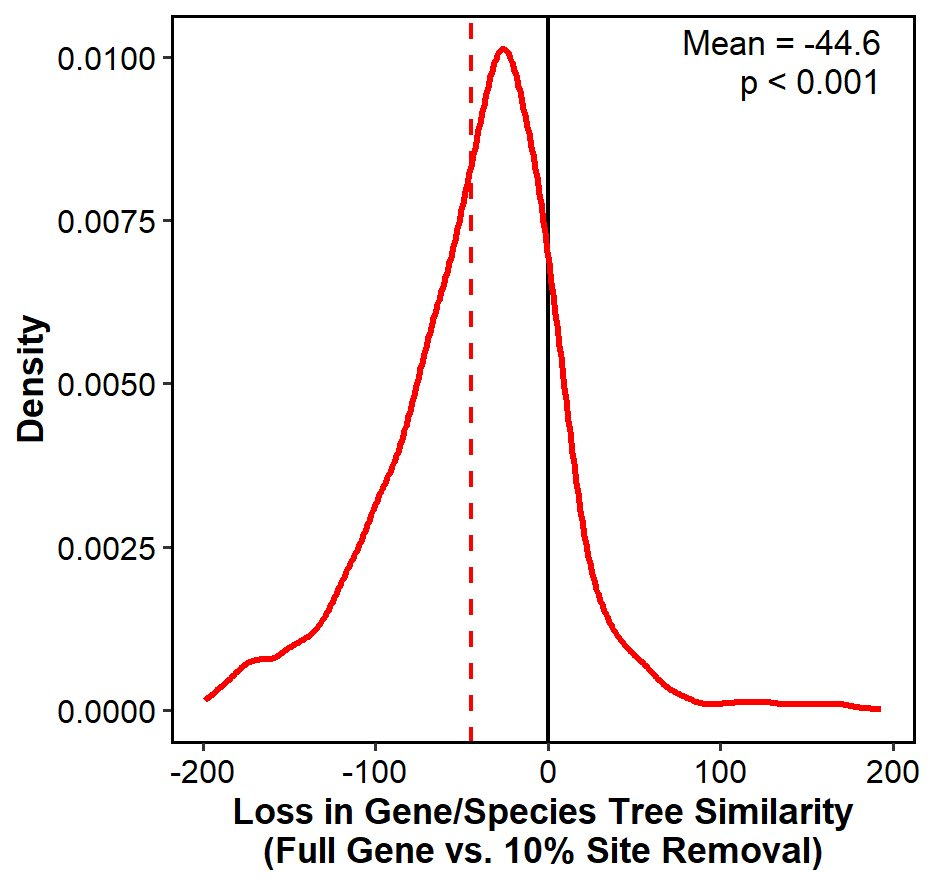 Mean = -44.6
p < 0.001
0.0100
0.0075
0.0050
0.0025
0.0000
Density
-200 -100 0 100 200
Loss in Gene/Species Tree Similarity
(Full Gene vs. 10% Site Removal)